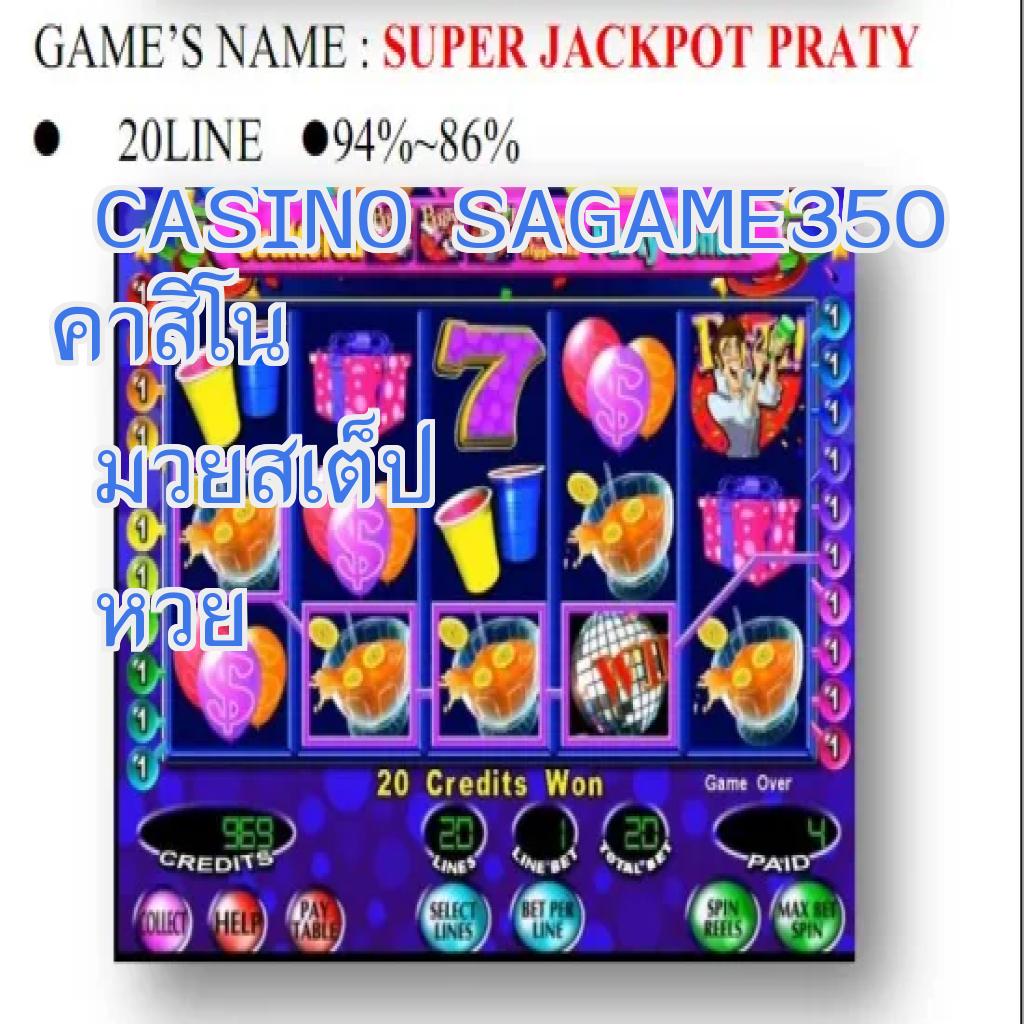 GAME'S NAME : SUPER JACKPOT PRATY
● 20LINE ●94%~86%
CASINO SAGAME350
คาสิโน
มวยสเต็ป
หวย
7
20 Credits Won
Game Over
969
20
1
20
4
CREDITS
LINES
LINE BET
TOTAL BET
PAID
COLLECT
HELP
PAY TABLE
SELECT LINES
BET PER LINE
SPIN REELS
MAX BET SPIN